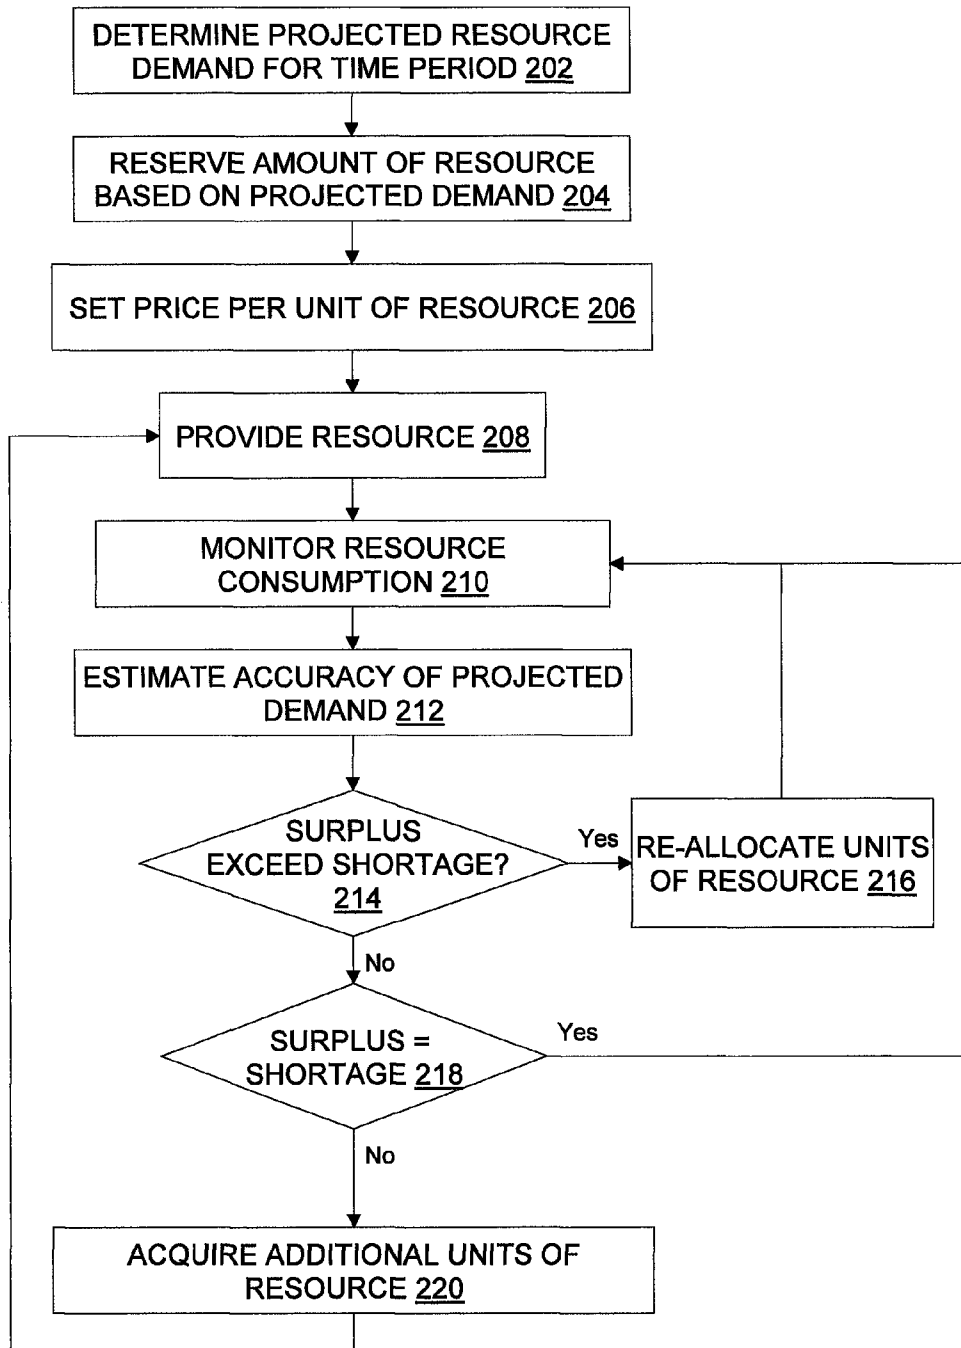 DETERMINE PROJECTED RESOURCE
DEMAND FOR TIME PERIOD 202
RESERVE AMOUNT OF RESOURCE
BASED ON PROJECTED DEMAND 204
SET PRICE PER UNIT OF RESOURCE 206
PROVIDE RESOURCE 208
MONITOR RESOURCE
CONSUMPTION 210
ESTIMATE ACCURACY OF PROJECTED
DEMAND 212
SURPLUS
EXCEED SHORTAGE?
214
Yes
RE-ALLOCATE UNITS
OF RESOURCE 216
No
SURPLUS =
SHORTAGE 218
Yes
No
ACQUIRE ADDITIONAL UNITS OF
RESOURCE 220